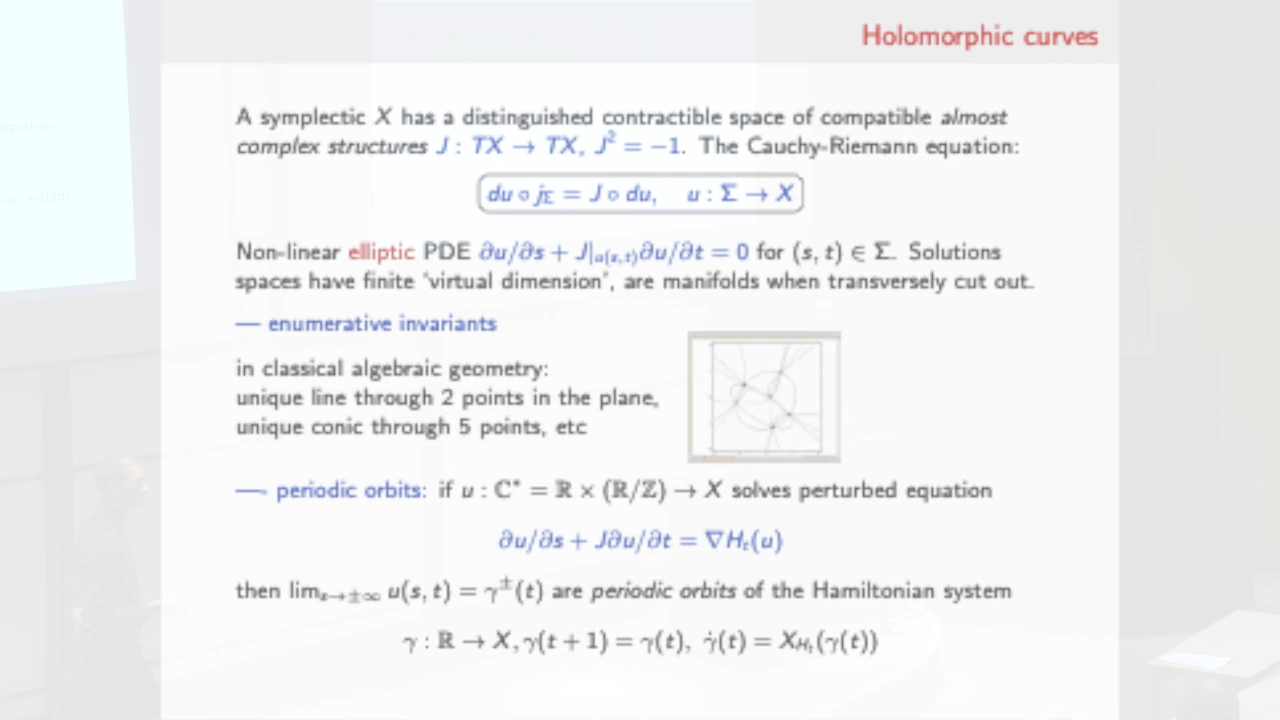 Holomorphic curves
A symplectic X has a distinguished contractible space of compatible almost
complex structures J : TX → TX, J² = −1. The Cauchy-Riemann equation:
du ∘ j_Σ = J ∘ du, u : Σ → X
Non-linear elliptic PDE ∂u/∂s + J|_{u(s,t)}∂u/∂t = 0 for (s, t) ∈ Σ. Solutions
spaces have finite 'virtual dimension', are manifolds when transversely cut out.
— enumerative invariants
in classical algebraic geometry:
unique line through 2 points in the plane,
unique conic through 5 points, etc
— periodic orbits: if u : ℂ* = ℝ × (ℝ/ℤ) → X solves perturbed equation
∂u/∂s + J∂u/∂t = ∇H_t(u)
then lim_{s→±∞} u(s, t) = γ^±(t) are periodic orbits of the Hamiltonian system
γ : ℝ → X, γ(t + 1) = γ(t), γ̇(t) = X_{H_t}(γ(t))
equation
system